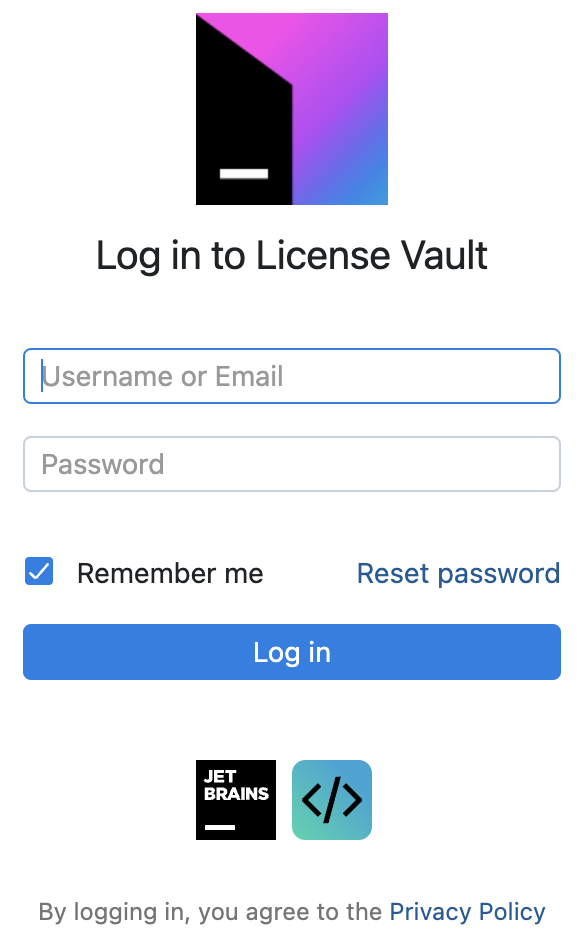 Log in to License Vault
Username or Email
Password
Remember me
Reset password
Log in
JET
BRAINS
</>
By logging in, you agree to the Privacy Policy